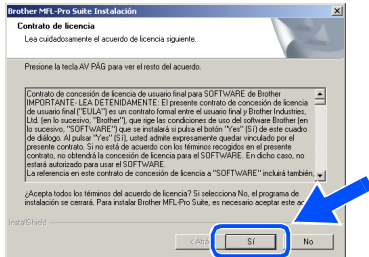 Brother MFL-Pro Suite Instalación
Contrato de licencia
Lea cuidadosamente el acuerdo de licencia siguiente.
Presione la tecla AV PÁG para ver el resto del acuerdo.
Contrato de concesión de licencia de usuario final para SOFTWARE de Brother
IMPORTANTE - LEA DETENIDAMENTE: El presente contrato de concesión de licencia
de usuario final ("EULA") es un contrato formal entre el usuario final y Brother Industries,
Ltd. (en lo sucesivo, "Brother"), que rige las condiciones de uso del software Brother (en
lo sucesivo, "SOFTWARE") que se instalará si pulsa el botón "Yes" (Sí) de este cuadro
de diálogo. Al pulsar "Yes" (Sí), usted admite expresamente quedar vinculado por el
presente contrato. Si no está de acuerdo con los términos recogidos en el presente
contrato, no obtendrá la concesión de licencia para el SOFTWARE. En dicho caso, no
estará autorizado para usar el SOFTWARE.
La referencia en este contrato de concesión de licencia a "SOFTWARE" incluirá también,
¿Acepta todos los términos del acuerdo de licencia? Si selecciona No, el programa de
instalación se cerrará. Para instalar Brother MFL-Pro Suite, es necesario aceptar este
InstallShield
< Atrá
Sí
No